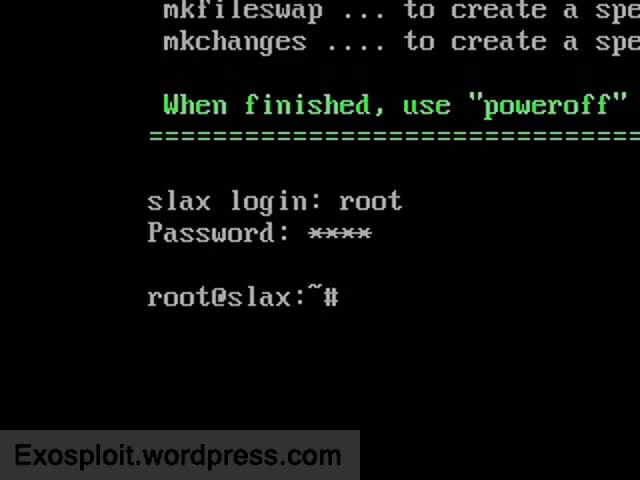 mkfileswap ... to create a spe
mkchanges .... to create a spe
When finished, use "poweroff"
==============================
slax login: root
Password: ****
root@slax:~#
Exosploit.wordpress.com